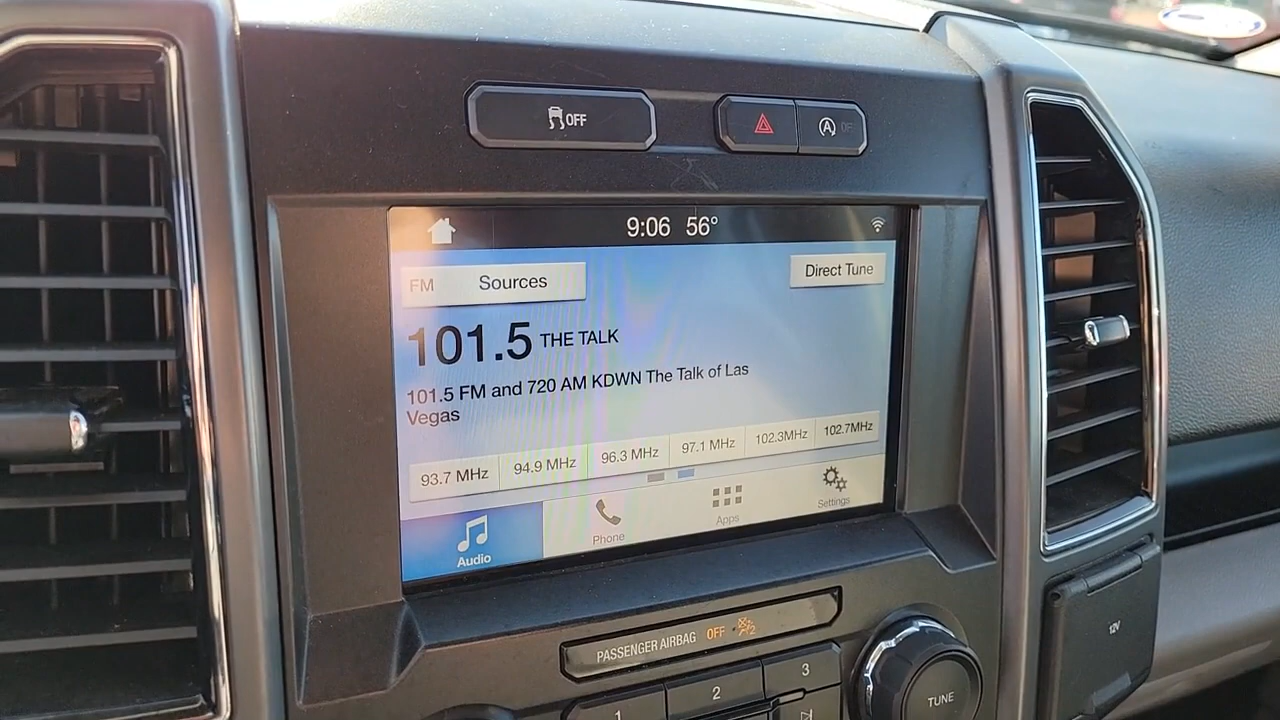 OFF
A OFF
9:06 56°
FM Sources
Direct Tune
101.5 THE TALK
101.5 FM and 720 AM KDWN The Talk of Las
Vegas
93.7 MHz 94.9 MHz 96.3 MHz 97.1 MHz 102.3MHz 102.7MHz
Audio Phone Apps Settings
PASSENGER AIRBAG OFF 2
1 2 3
TUNE
12V